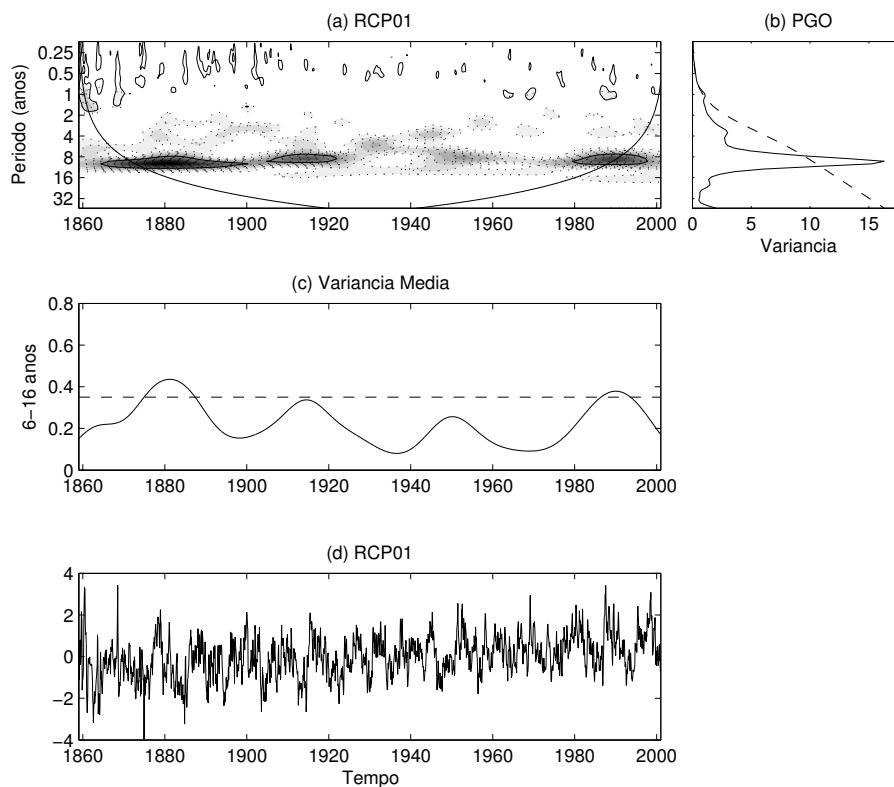 (a) RCP01
Periodo (anos)
0.25
0.5
1
2
4
8
16
32
1860 1880 1900 1920 1940 1960 1980 2000
(b) PGO
0 5 10 15
Variancia
(c) Variancia Media
6−16 anos
0.8
0.6
0.4
0.2
0
1860 1880 1900 1920 1940 1960 1980 2000
(d) RCP01
4
2
0
−2
−4
1860 1880 1900 1920 1940 1960 1980 2000
Tempo